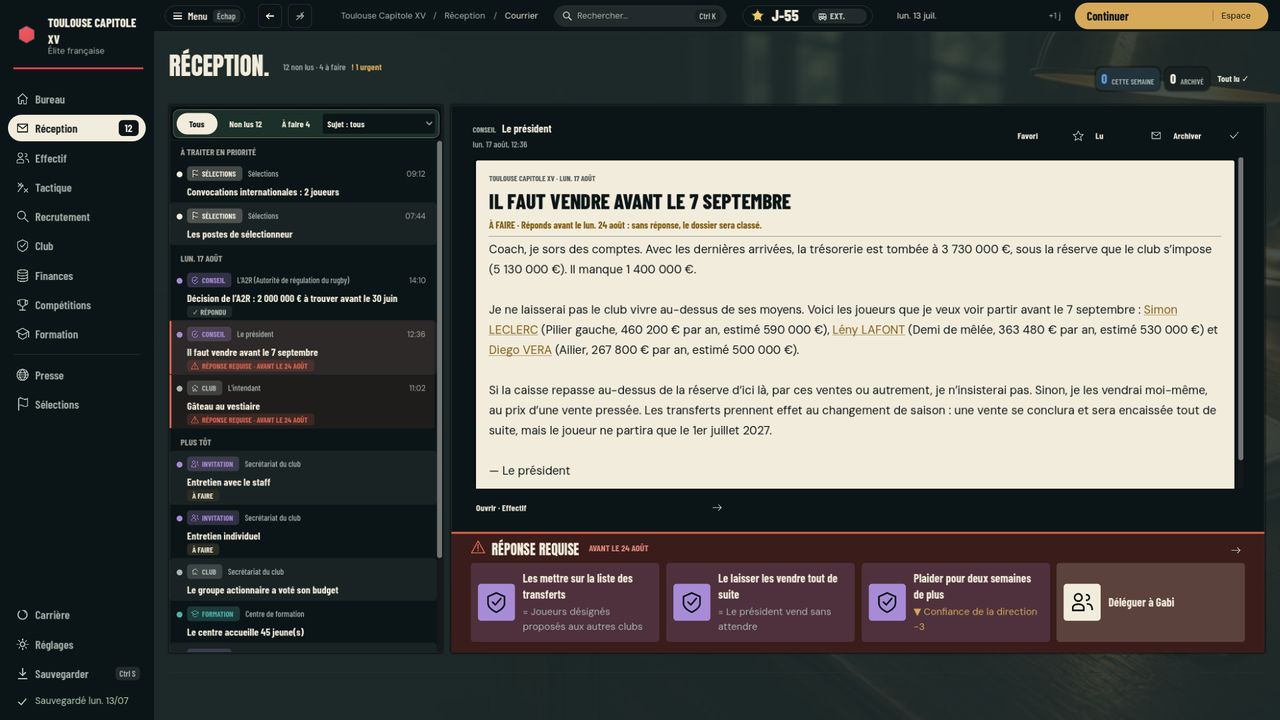 TOULOUSE CAPITOLE
XV
Élite française
Menu Échap
Toulouse Capitole XV / Réception / Courrier
Rechercher... Ctrl K
J-55 EXT.
lun. 13 juil.
+1 j
Continuer Espace
Bureau
Réception 12
Effectif
Tactique
Recrutement
Club
Finances
Compétitions
Formation
Presse
Sélections
Carrière
Réglages
Sauvegarder Ctrl S
Sauvegardé lun. 13/07
RÉCEPTION.
12 non lus · 4 à faire ! 1 urgent
0 CETTE SEMAINE
0 ARCHIVÉ
Tout lu ✓
Tous Non lus 12 À faire 4 Sujet : tous
À TRAITER EN PRIORITÉ
SÉLECTIONS Sélections 09:12
Convocations internationales : 2 joueurs
SÉLECTIONS Sélections 07:44
Les postes de sélectionneur
LUN. 17 AOÛT
CONSEIL L'A2R (Autorité de régulation du rugby) 14:10
Décision de l'A2R : 2 000 000 € à trouver avant le 30 juin
✓ RÉPONDU
CONSEIL Le président 12:36
Il faut vendre avant le 7 septembre
RÉPONSE REQUISE · AVANT LE 24 AOÛT
CLUB L'intendant 11:02
Gâteau au vestiaire
RÉPONSE REQUISE · AVANT LE 24 AOÛT
PLUS TÔT
INVITATION Secrétariat du club
Entretien avec le staff
À FAIRE
INVITATION Secrétariat du club
Entretien individuel
À FAIRE
CLUB Secrétariat du club
Le groupe actionnaire a voté son budget
FORMATION Centre de formation
Le centre accueille 45 jeune(s)
CONSEIL Le président
lun. 17 août, 12:36
Favori Lu Archiver
TOULOUSE CAPITOLE XV · LUN. 17 AOÛT
IL FAUT VENDRE AVANT LE 7 SEPTEMBRE
À FAIRE · Réponds avant le lun. 24 août : sans réponse, le dossier sera classé.
Coach, je sors des comptes. Avec les dernières arrivées, la trésorerie est tombée à 3 730 000 €, sous la réserve que le club s'impose
(5 130 000 €). Il manque 1 400 000 €.
Je ne laisserai pas le club vivre au-dessus de ses moyens. Voici les joueurs que je veux voir partir avant le 7 septembre : Simon
LECLERC (Pilier gauche, 460 200 € par an, estimé 590 000 €), Lény LAFONT (Demi de mêlée, 363 480 € par an, estimé 530 000 €) et
Diego VERA (Ailier, 267 800 € par an, estimé 500 000 €).
Si la caisse repasse au-dessus de la réserve d'ici là, par ces ventes ou autrement, je n'insisterai pas. Sinon, je les vendrai moi-même,
au prix d'une vente pressée. Les transferts prennent effet au changement de saison : une vente se conclura et sera encaissée tout de
suite, mais le joueur ne partira que le 1er juillet 2027.
— Le président
Ouvrir · Effectif →
RÉPONSE REQUISE AVANT LE 24 AOÛT →
Les mettre sur la liste des
transferts
= Joueurs désignés
proposés aux autres clubs
Le laisser les vendre tout de
suite
= Le président vend sans
attendre
Plaider pour deux semaines
de plus
▼ Confiance de la direction
−3
Déléguer à Gabi